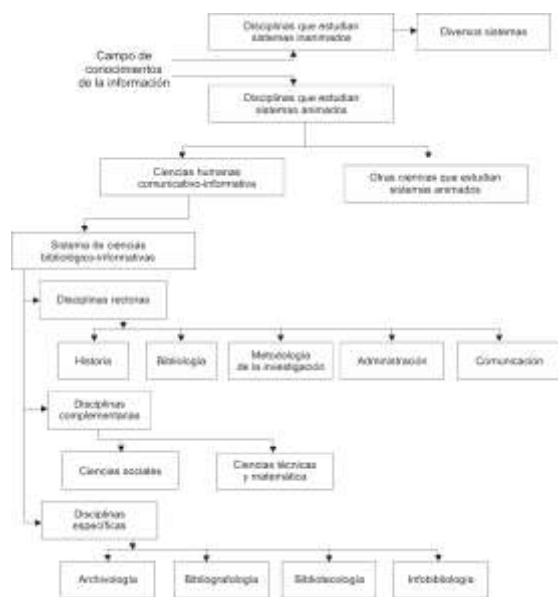 Disciplinas que estudian
sistemas inanimados
Diversos sistemas
Campo de
conocimientos
de la información
Disciplinas que estudian
sistemas animados
Ciencias humanas
comunicativo-informativa
Otras ciencias que estudian
sistemas animados
Sistema de ciencias
bibliológico-informativas
Disciplinas rectoras
Historia
Bibliología
Metodología
de la investigación
Administración
Comunicación
Disciplinas
complementarias
Ciencias sociales
Ciencias técnicas
y matemática
Disciplinas
específicas
Archivología
Bibliografología
Bibliotecología
Infobibliología